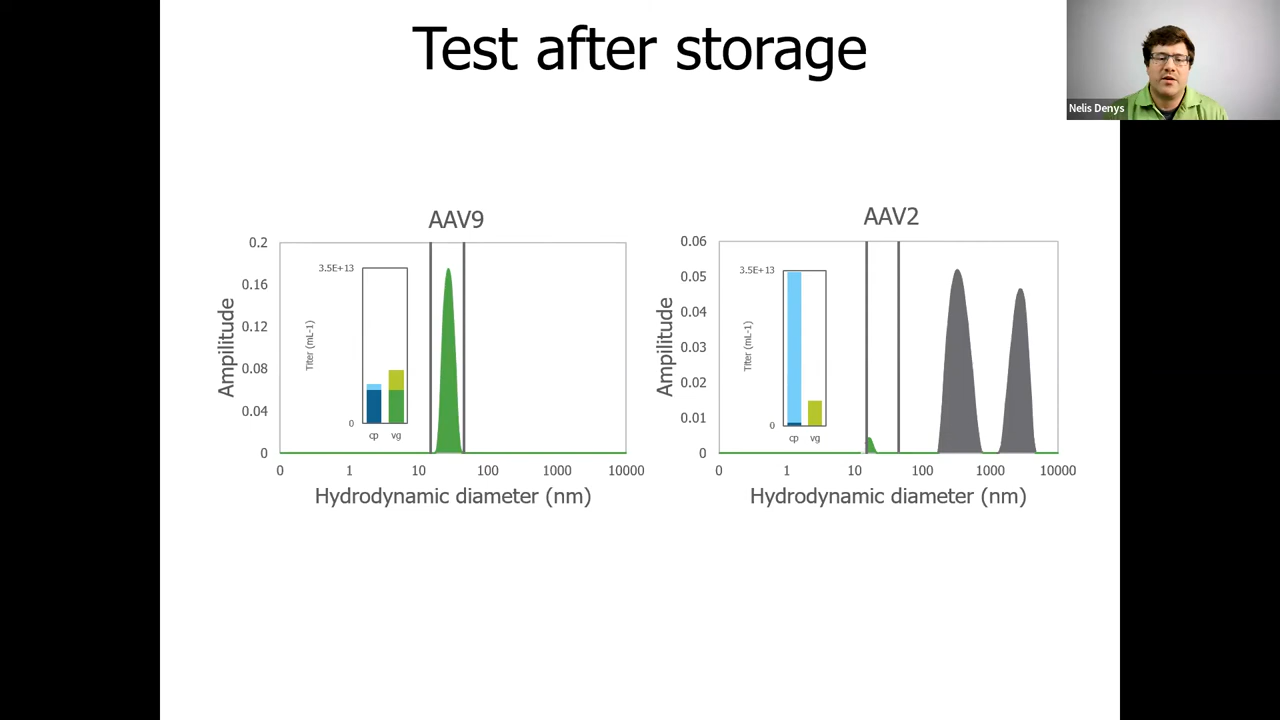 Test after storage
Nelis Denys
AAV9
0.2
0.16
0.12
0.08
0.04
0
Ampilitude
3.5E+13
0
Titer (mL-1)
cp
vg
0
1
10
100
1000
10000
Hydrodynamic diameter (nm)
AAV2
0.06
0.05
0.04
0.03
0.02
0.01
0
Ampilitude
3.5E+13
0
Titer (mL-1)
cp
vg
0
1
10
100
1000
10000
Hydrodynamic diameter (nm)